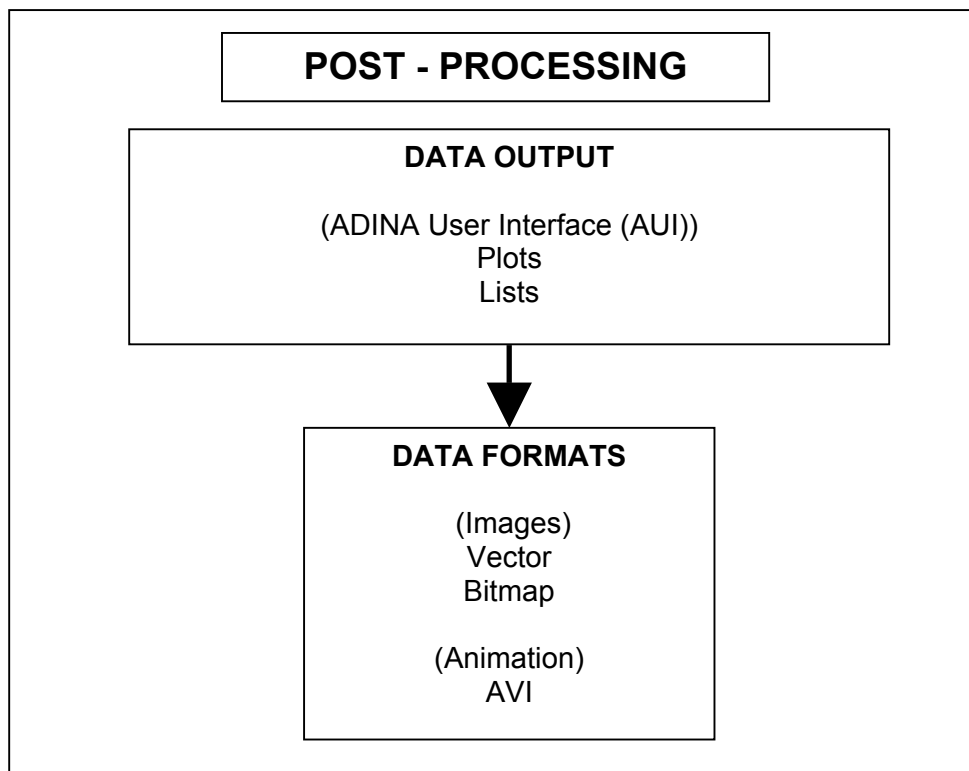 POST - PROCESSING
DATA OUTPUT
(ADINA User Interface (AUI))
Plots
Lists
DATA FORMATS
(Images)
Vector
Bitmap
(Animation)
AVI